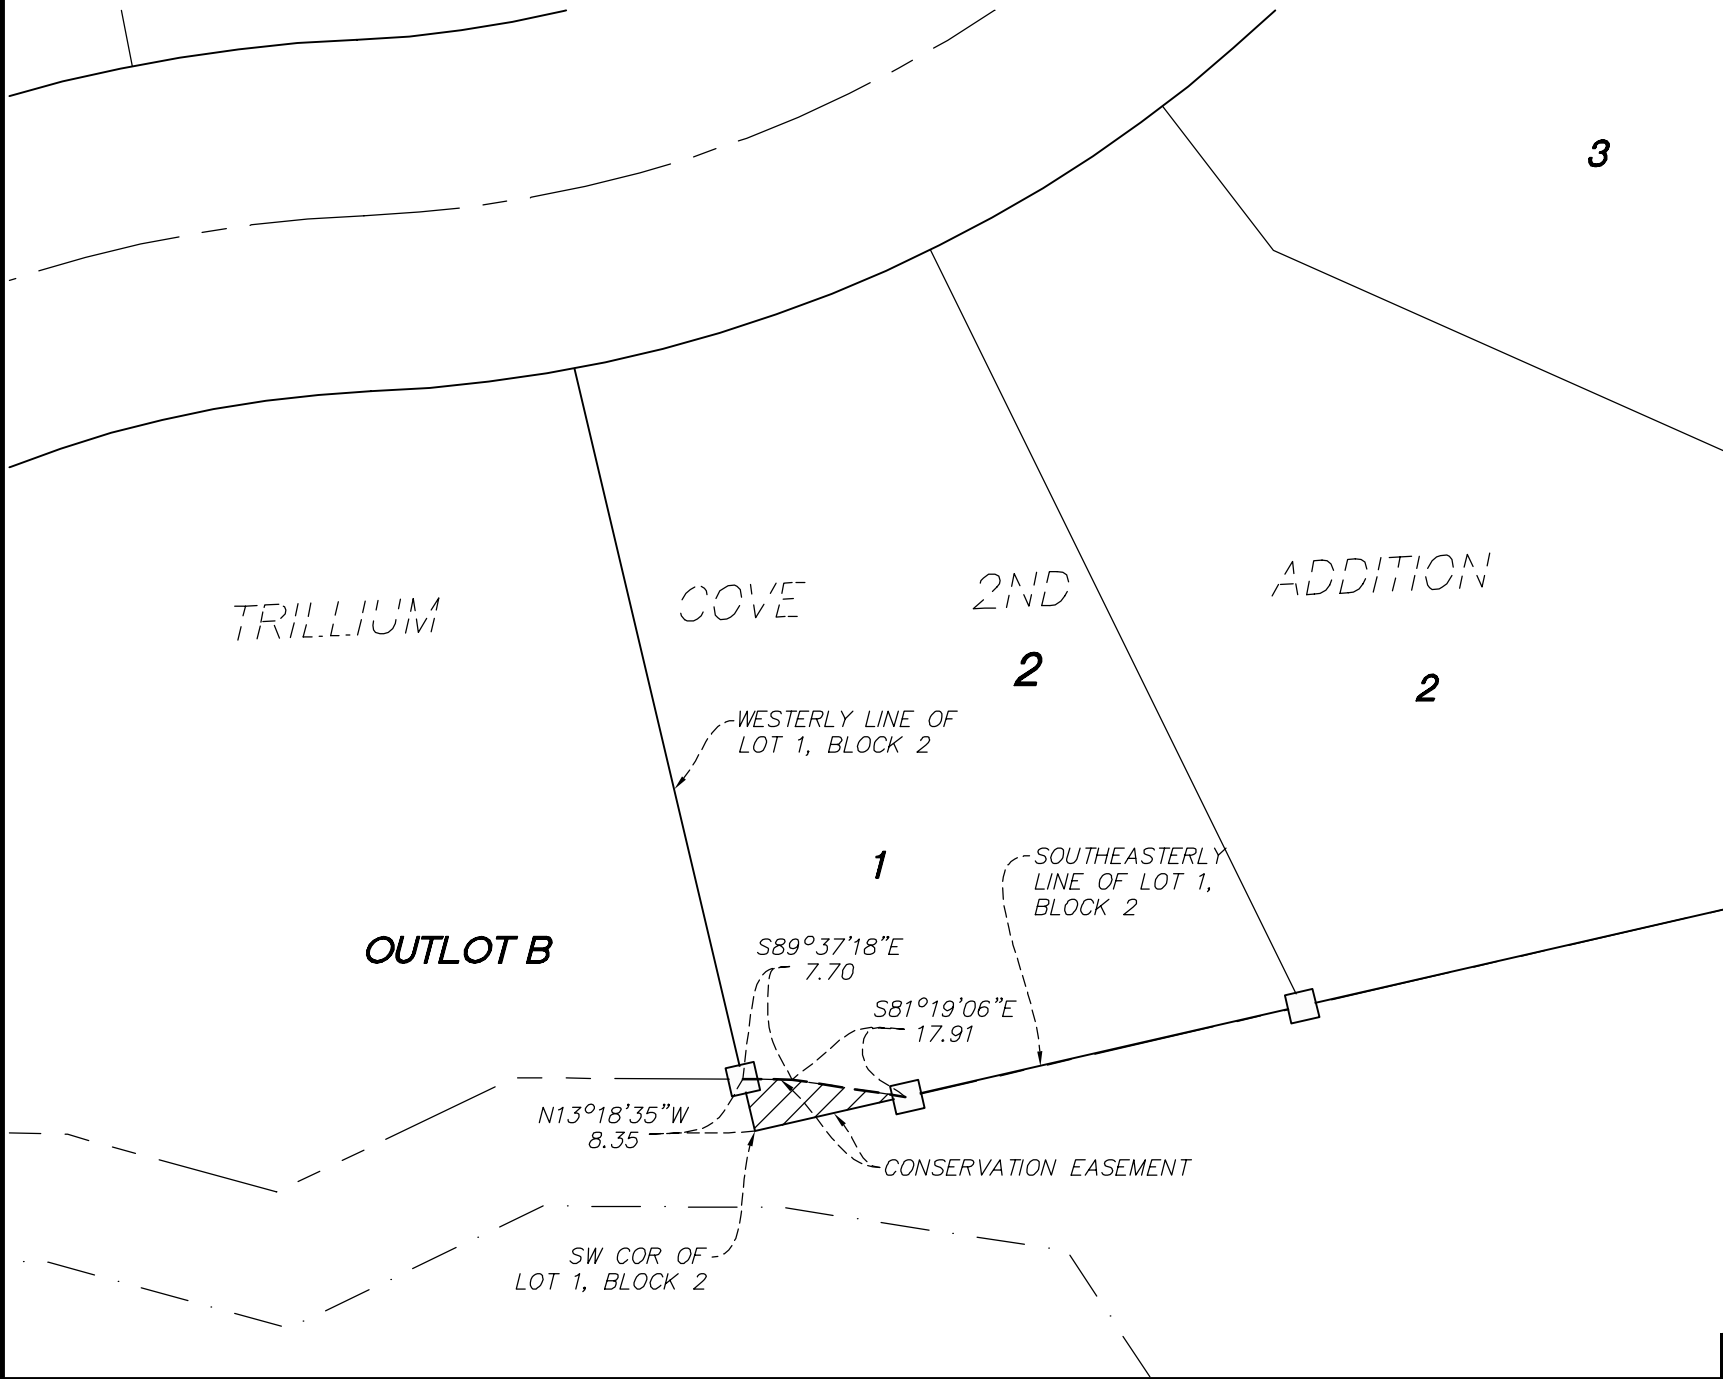 3
TRILLIUM COVE 2ND ADDITION
2
2
WESTERLY LINE OF
LOT 1, BLOCK 2
1
SOUTHEASTERLY
LINE OF LOT 1,
BLOCK 2
OUTLOT B
S89°37'18"E
7.70
S81°19'06"E
17.91
N13°18'35"W
8.35
CONSERVATION EASEMENT
SW COR OF
LOT 1, BLOCK 2